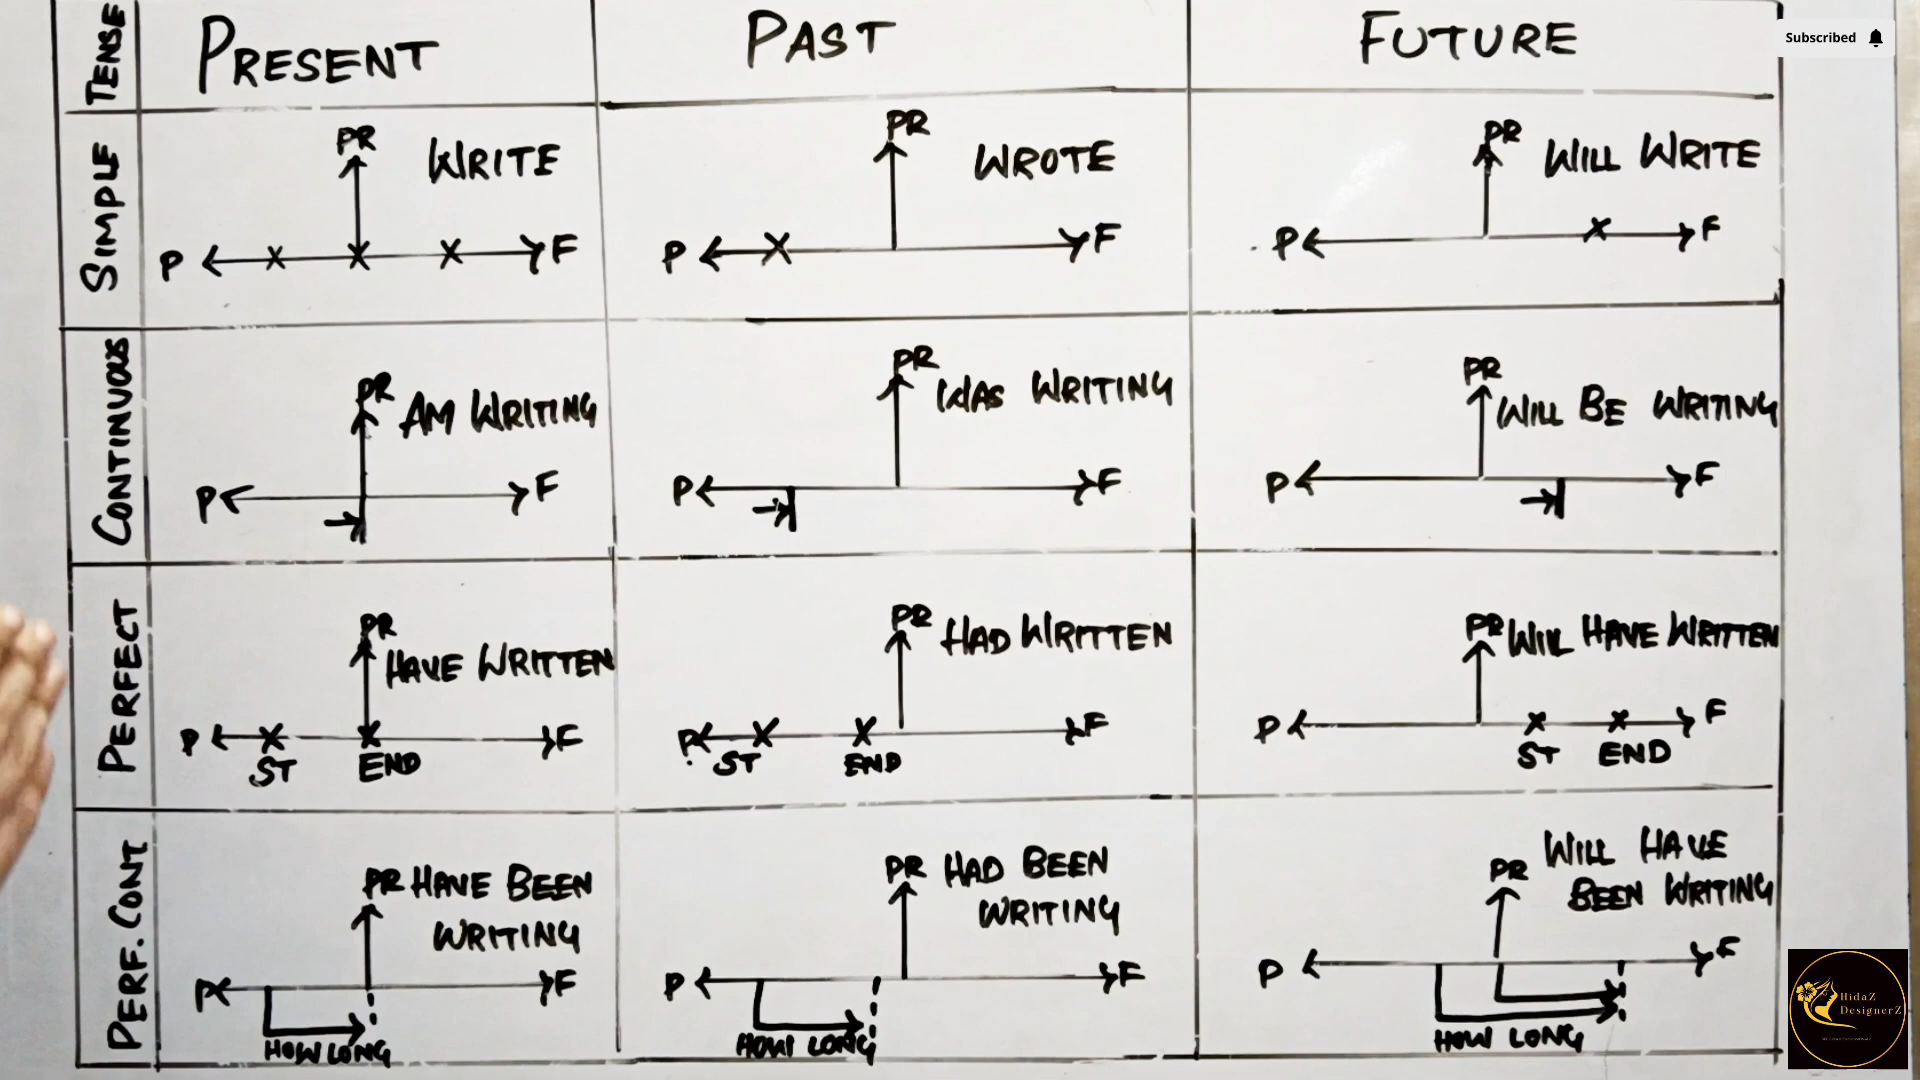 TENSE
PRESENT
PAST
FUTURE
Subscribed
SIMPLE
PR
WRITE
P
F
PR
WROTE
P
F
PR
WILL WRITE
P
F
CONTINUOUS
PR
AM WRITING
P
F
PR
WAS WRITING
P
F
PR
WILL BE WRITING
P
F
PERFECT
PR
HAVE WRITTEN
P
F
ST
END
PR
HAD WRITTEN
P
F
ST
END
PR
WILL HAVE WRITTEN
P
F
ST
END
PERF. CONT
PR
HAVE BEEN
WRITING
P
F
HOW LONG
PR
HAD BEEN
WRITING
P
F
HOW LONG
PR
WILL HAVE
BEEN WRITING
P
F
HOW LONG
HidaZ
DesignerZ